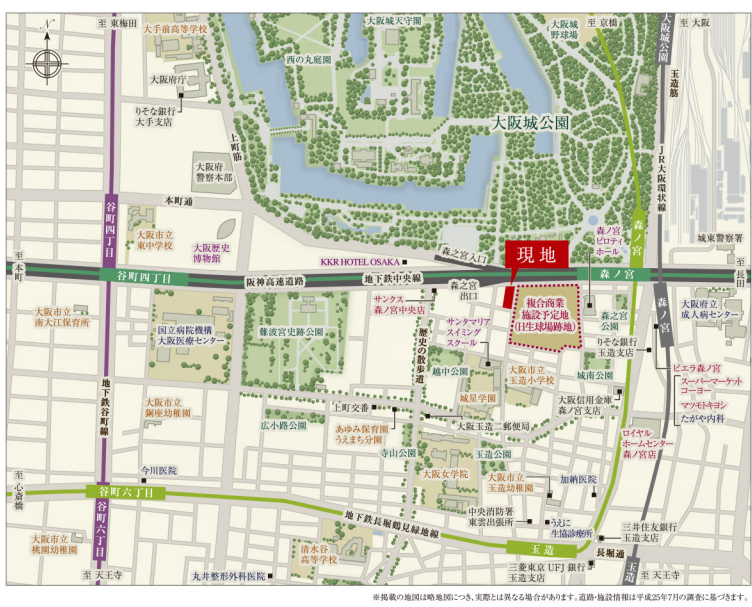 至 東梅田
大手前高等学校
大阪城天守閣
大阪城
野球場
至 京橋
大阪城公園
至 大阪
N
西の丸庭園
大阪府庁
りそな銀行
大手支店
上町筋
大阪城公園
玉造筋
JR大阪環状線
大阪府
警察本部
本町通
谷町四丁目
大阪市立
東中学校
大阪歴史
博物館
KKR HOTEL OSAKA
森之宮入口
現地
森ノ宮
ピロティ
ホール
森ノ宮
城東警察署
至 本町
谷町四丁目
阪神高速道路
地下鉄中央線
森之宮
出口
森ノ宮
至 長田
大阪市立
南大江保育所
国立病院機構
大阪医療センター
難波宮史跡公園
サンクス
森ノ宮中央店
歴史の散歩道
サンタマリア
スイミング
スクール
複合商業
施設予定地
(日生球場跡地)
森之宮
公園
森ノ宮
大阪府立
成人病センター
りそな銀行
玉造支店
越中公園
大阪市立
玉造小学校
城南公園
ビエラ森ノ宮
スーパーマーケット
コーヨー
マツモトキヨシ
たがや内科
地下鉄谷町線
大阪市立
銅座幼稚園
城星学園
大阪信用金庫
森ノ宮支店
上町交番
大阪玉造二郵便局
広小路公園
あゆみ保育園
うえまち分園
寺山公園
玉造公園
ロイヤル
ホームセンター
森ノ宮店
今川医院
大阪女学院
大阪市立
玉造幼稚園
加納医院
至 心斎橋
谷町六丁目
谷町六丁目
地下鉄長堀鶴見緑地線
中央消防署
東雲出張所
うえに
生協診療所
三井住友銀行
玉造支店
大阪市立
桃園幼稚園
清水谷
高等学校
玉造
長堀通
三菱東京UFJ銀行
玉造支店
玉造
至 天王寺
丸井整形外科医院
至 天王寺
※掲載の地図は略地図につき、実際とは異なる場合があります。道路・施設情報は平成25年7月の調査に基づきます。